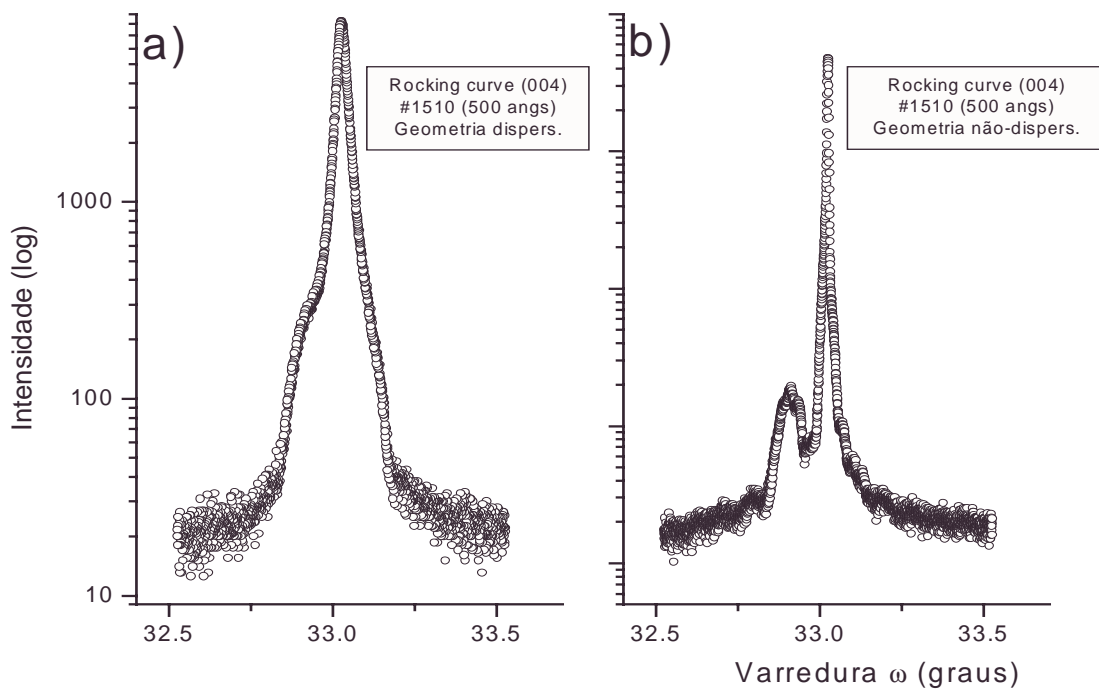 a)
Rocking curve (004)
#1510 (500 angs)
Geometria dispers.
Intensidade (log)
1000
100
10
32.5
33.0
33.5
b)
Rocking curve (004)
#1510 (500 angs)
Geometria não-dispers.
32.5
33.0
33.5
Varredura ω (graus)